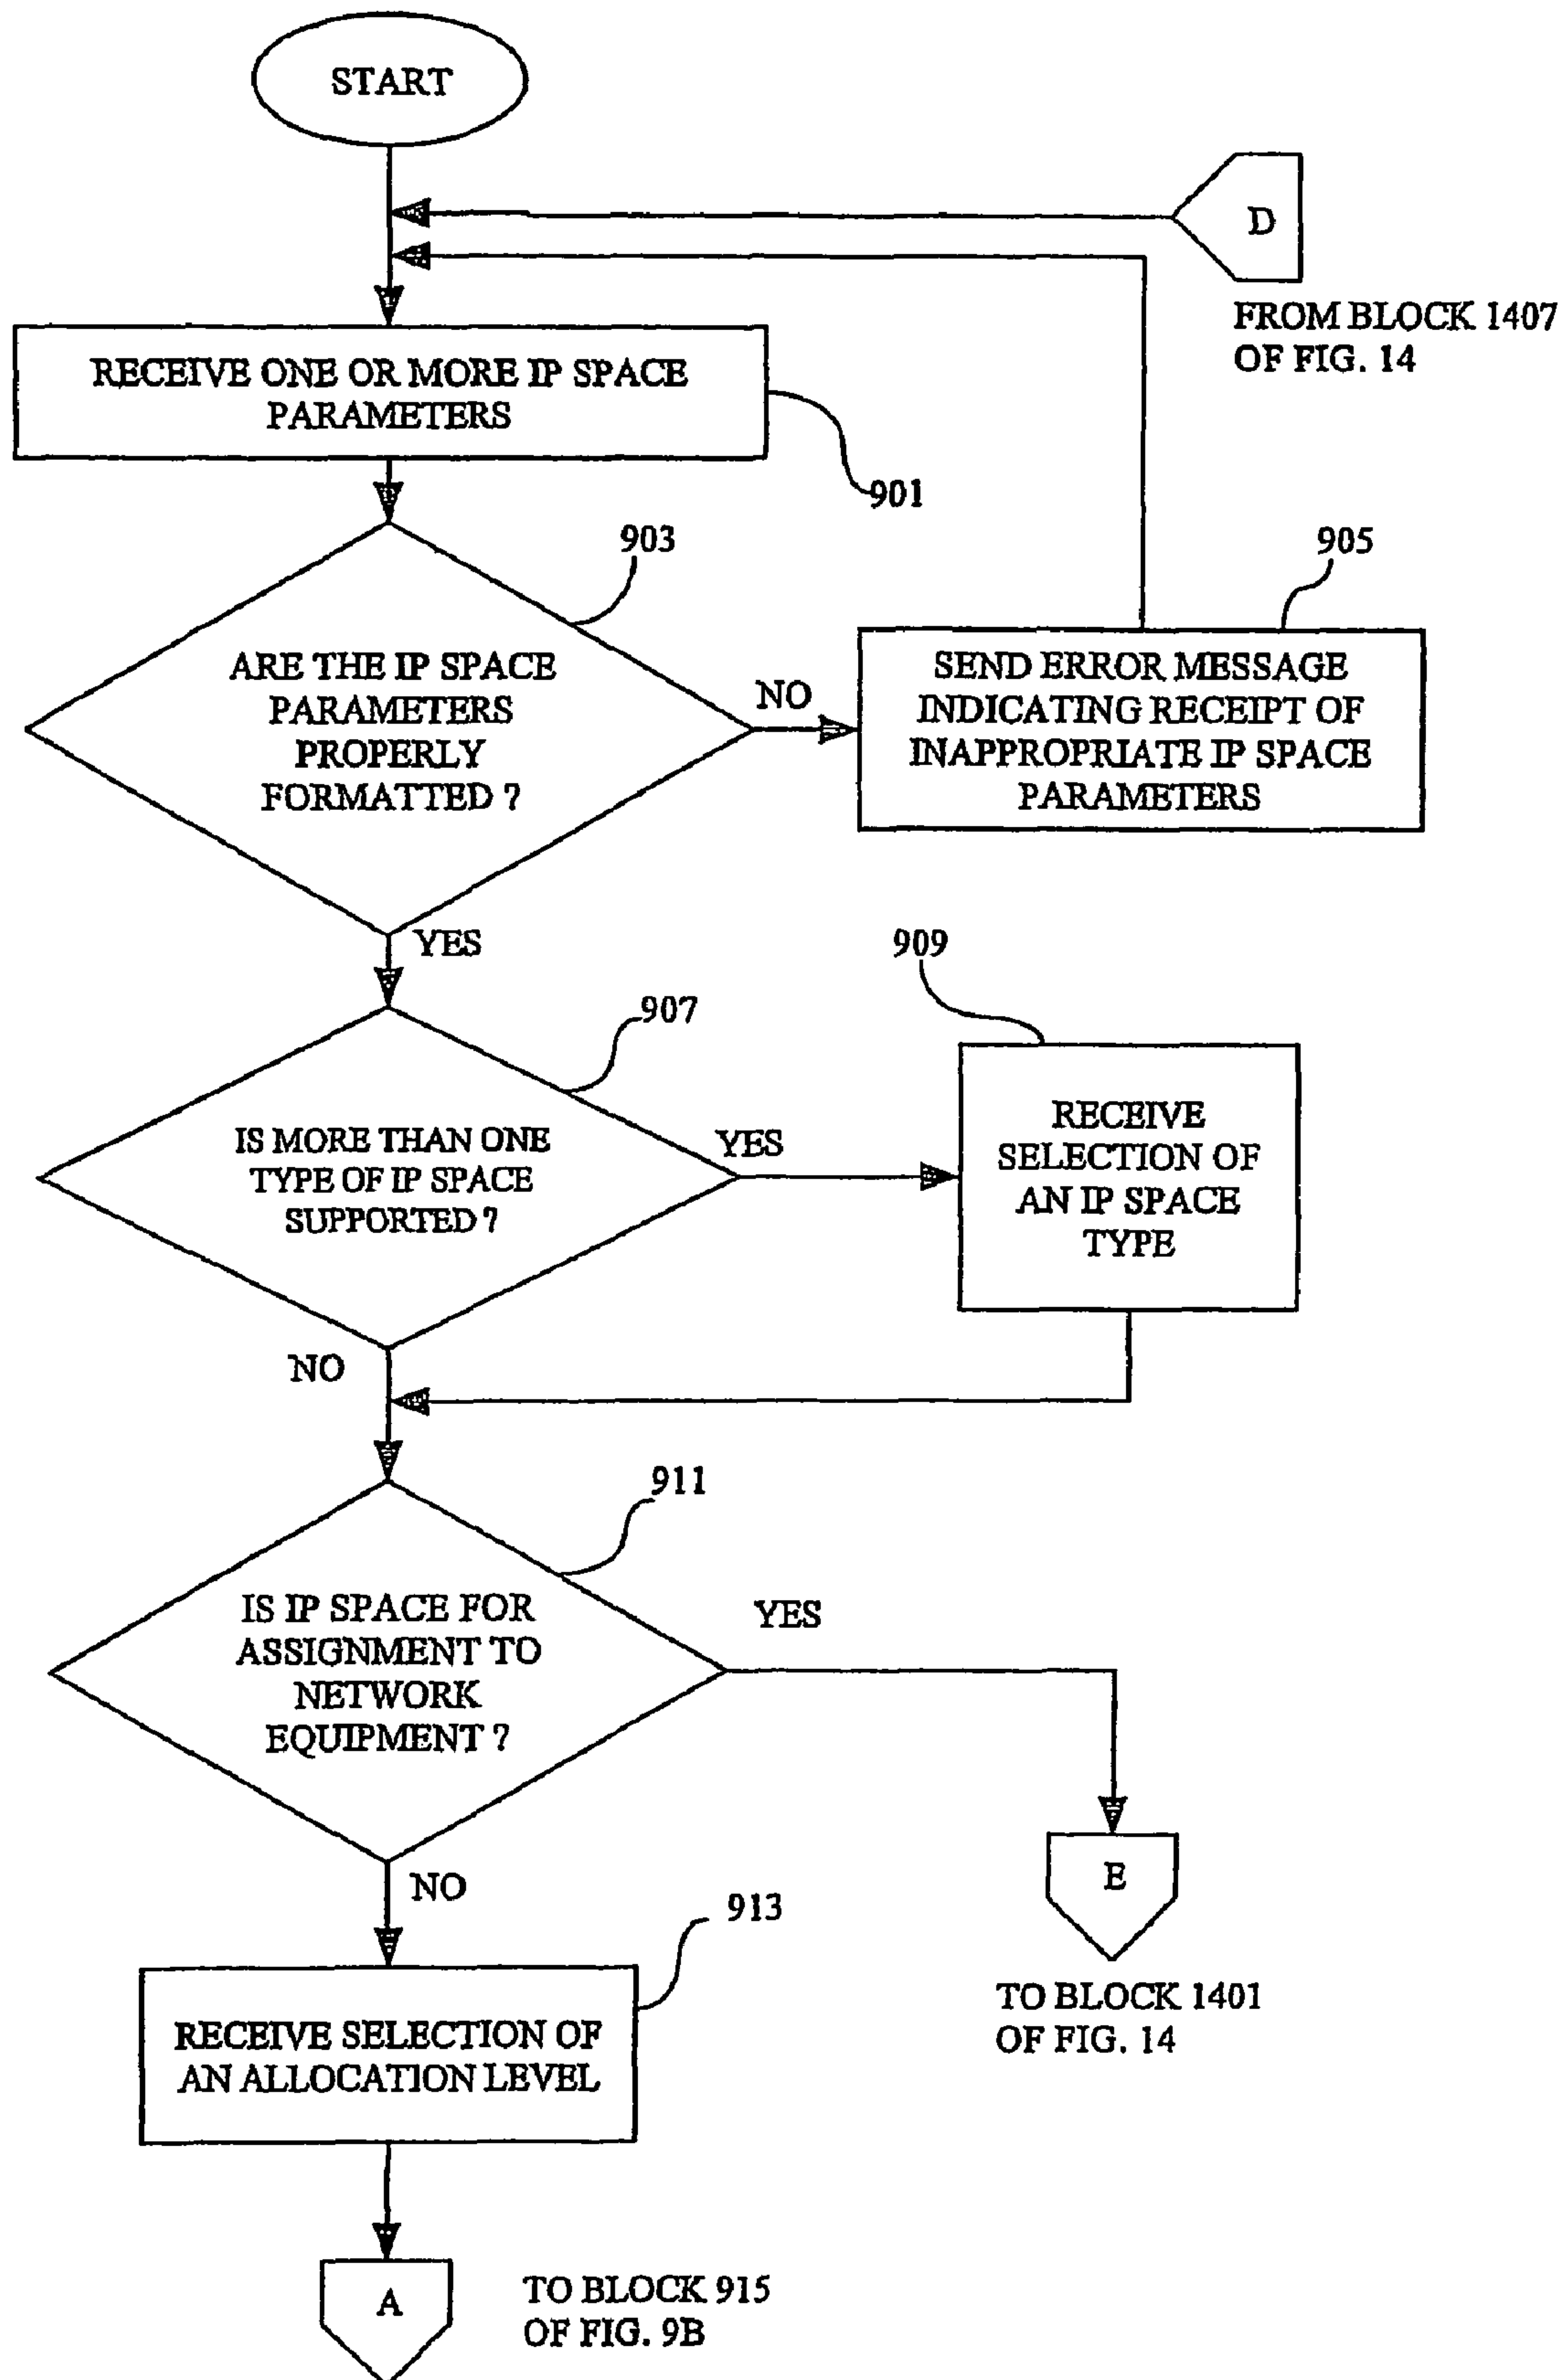 START
D
FROM BLOCK 1407
OF FIG. 14
RECEIVE ONE OR MORE IP SPACE
PARAMETERS
901
903
905
ARE THE IP SPACE
PARAMETERS
PROPERLY
FORMATTED ?
NO
SEND ERROR MESSAGE
INDICATING RECEIPT OF
INAPPROPRIATE IP SPACE
PARAMETERS
YES
907
909
IS MORE THAN ONE
TYPE OF IP SPACE
SUPPORTED ?
YES
RECEIVE
SELECTION OF
AN IP SPACE
TYPE
NO
911
IS IP SPACE FOR
ASSIGNMENT TO
NETWORK
EQUIPMENT ?
YES
E
TO BLOCK 1401
OF FIG. 14
NO
913
RECEIVE SELECTION OF
AN ALLOCATION LEVEL
A
TO BLOCK 915
OF FIG. 9B